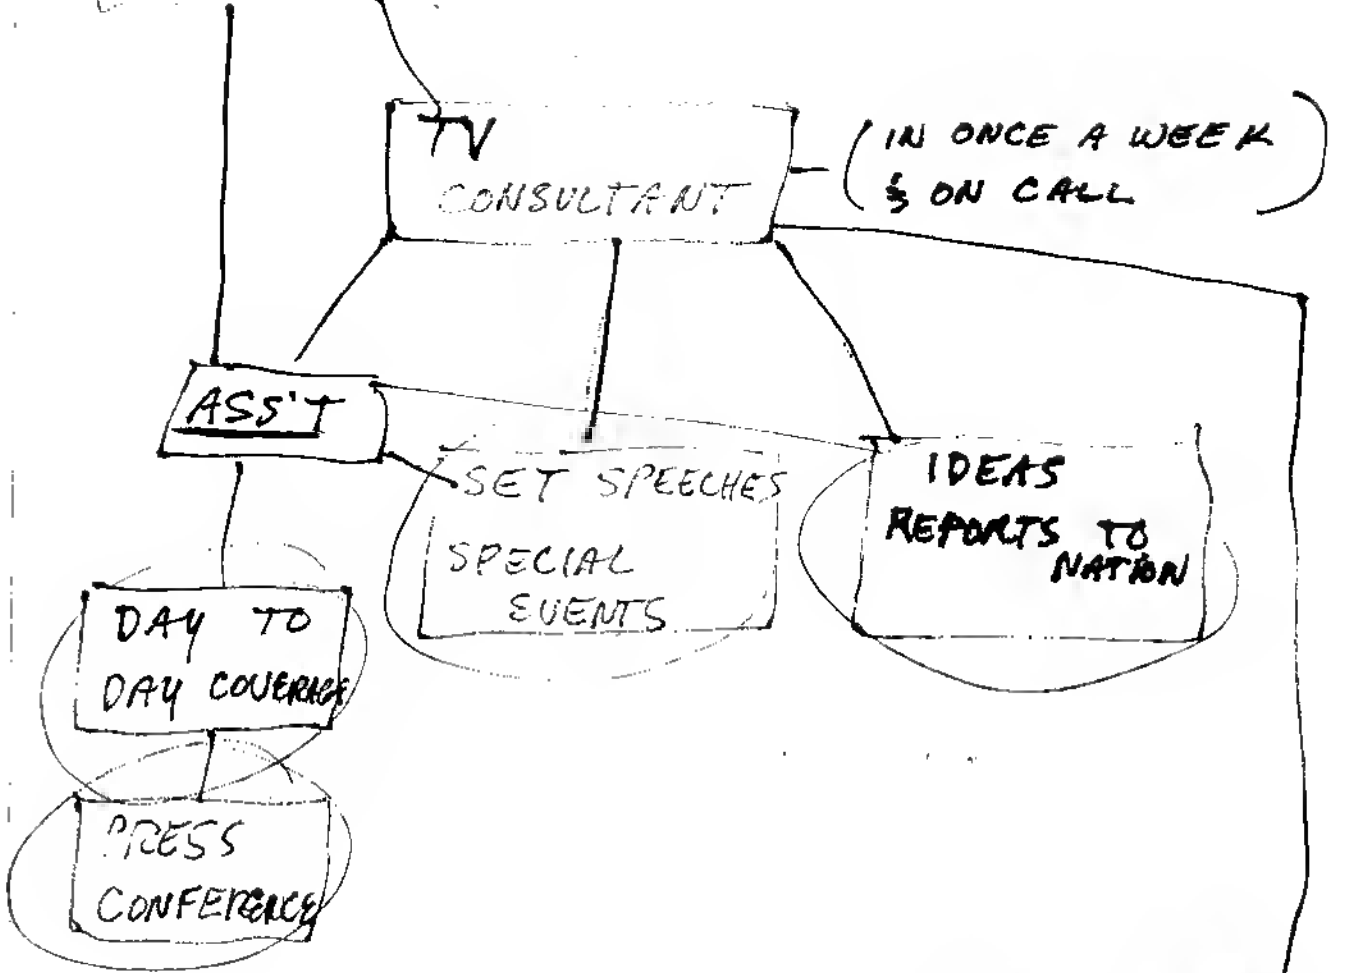 TV
CONSULTANT
(IN ONCE A WEEK
& ON CALL)
ASS'T
SET SPEECHES
SPECIAL
EVENTS
IDEAS
REPORTS TO
NATION
DAY TO
DAY COVERAGE
PRESS
CONFERENCE